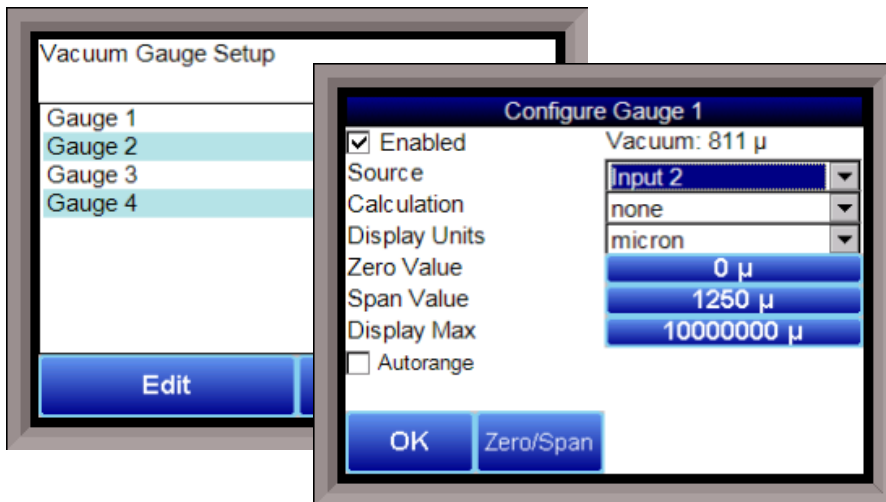 Vacuum Gauge Setup
Gauge 1
Gauge 2
Gauge 3
Gauge 4
Edit
Configure Gauge 1
Enabled Vacuum: 811 µ
Source Input 2
Calculation none
Display Units micron
Zero Value 0 µ
Span Value 1250 µ
Display Max 10000000 µ
Autorange
OK Zero/Span